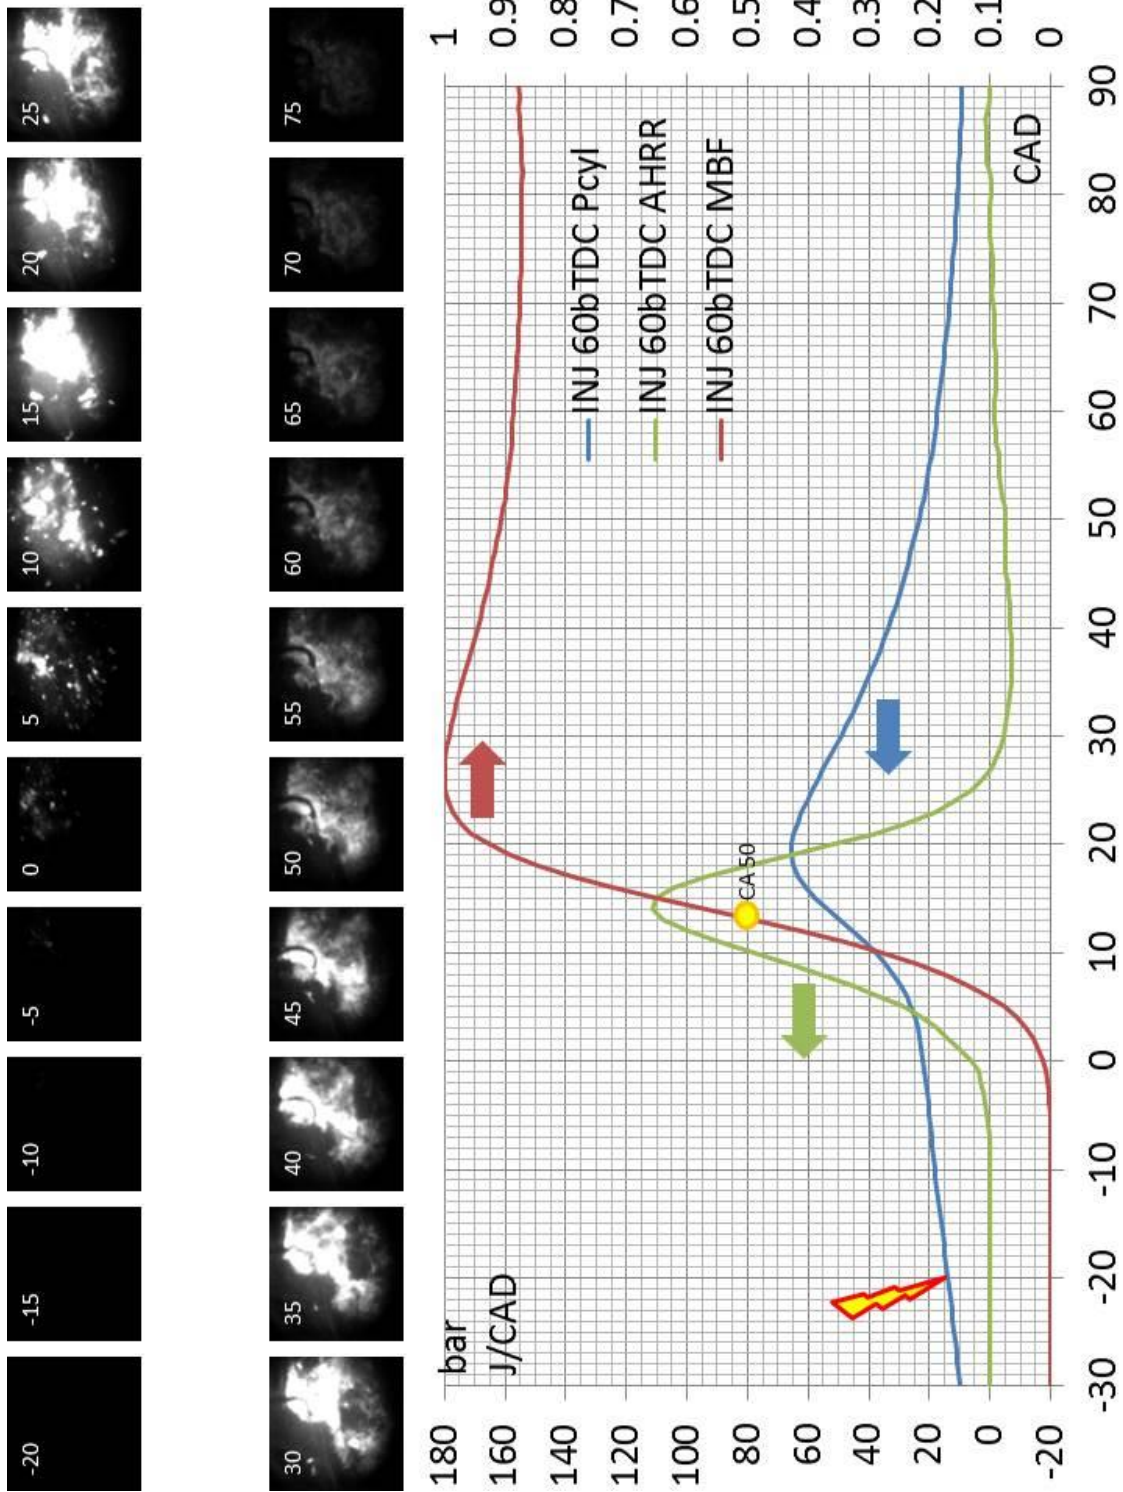 -20 -15 -10 -5 0 5 10 15 20 25
30 35 40 45 50 55 60 65 70 75
bar
J/CAD
180
160
140
120
100
80
60
40
20
0
-20
1
0.9
0.8
0.7
0.6
0.5
0.4
0.3
0.2
0.1
0
INJ 60bTDC Pcyl
INJ 60bTDC AHRR
INJ 60bTDC MBF
CA 50
CAD
-30 -20 -10 0 10 20 30 40 50 60 70 80 90